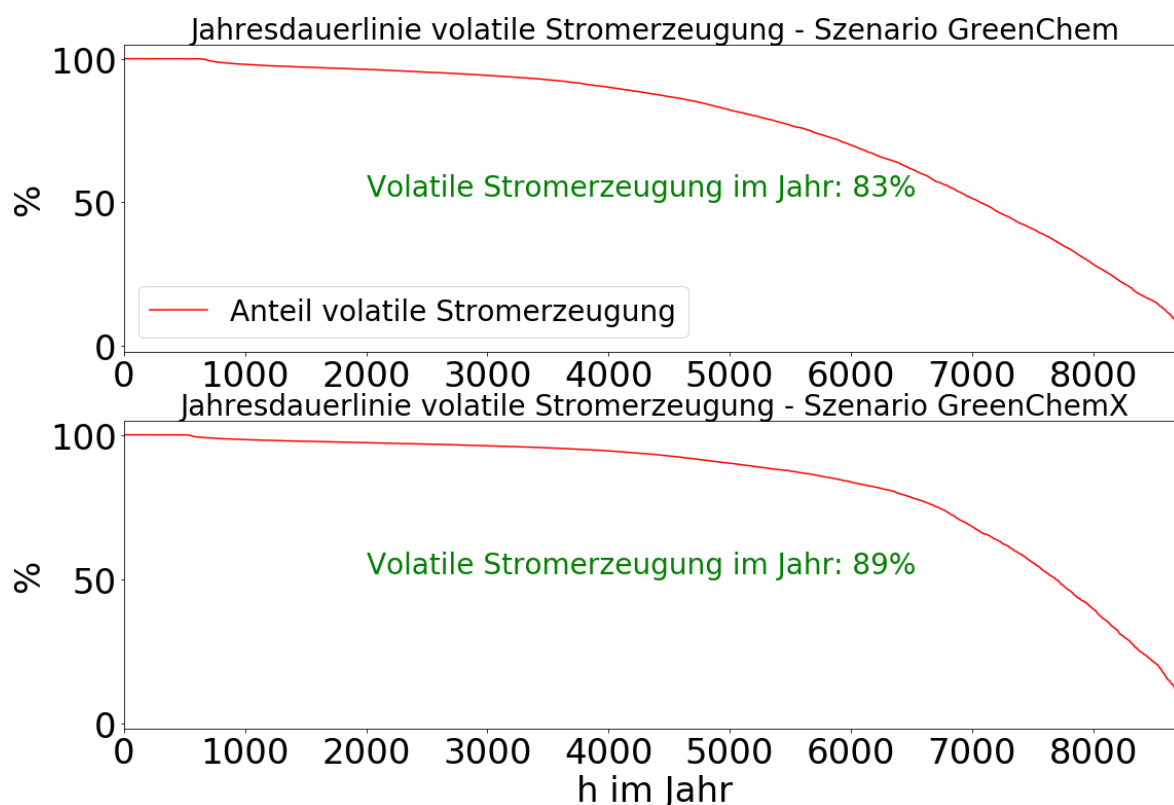 Jahresdauerlinie volatile Stromerzeugung - Szenario GreenChem
100
50
0
%
Volatile Stromerzeugung im Jahr: 83%
Anteil volatile Stromerzeugung
0 1000 2000 3000 4000 5000 6000 7000 8000
Jahresdauerlinie volatile Stromerzeugung - Szenario GreenChemX
100
50
0
%
Volatile Stromerzeugung im Jahr: 89%
0 1000 2000 3000 4000 5000 6000 7000 8000
h im Jahr